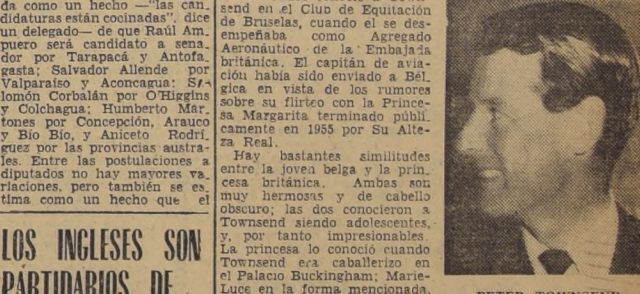 da como un hecho —"las can-
didaturas están cocinadas", dice
un delegado— de que Raúl Am-
puero será candidato a sena-
dor por Tarapacá y Antofa-
gasta; Salvador Allende por
Valparaíso y Aconcagua; Sa-
lomón Corbalán por O'Higgins
y Colchagua; Humberto Mar-
tones por Concepción, Arauco
y Bío Bío, y Aniceto Rodrí-
guez por las provincias austra-
les. Entre las postulaciones a
diputados no hay mayores va-
riaciones, pero también se es-
tima como un hecho que el
LOS INGLESES SON
PARTIDARIOS DE
send en el Club de Equitación
de Bruselas, cuando él se des-
empeñaba como Agregado
Aeronáutico de la Embajada
británica. El capitán de avia-
ción había sido enviado a Bél-
gica en vista de los rumores
sobre su flirteo con la Prince-
sa Margarita terminado públi-
camente en 1955 por Su Alte-
za Real.
Hay bastantes similitudes
entre la joven belga y la prin-
cesa británica. Ambas son
muy hermosas y de cabello
obscuro; las dos conocieron a
Townsend siendo adolescentes,
y, por tanto impresionables.
La princesa lo conoció cuando
Townsend era caballerizo en
el Palacio Buckingham; Marie-
Luce en la forma mencionada.
PETER TOWNSEND